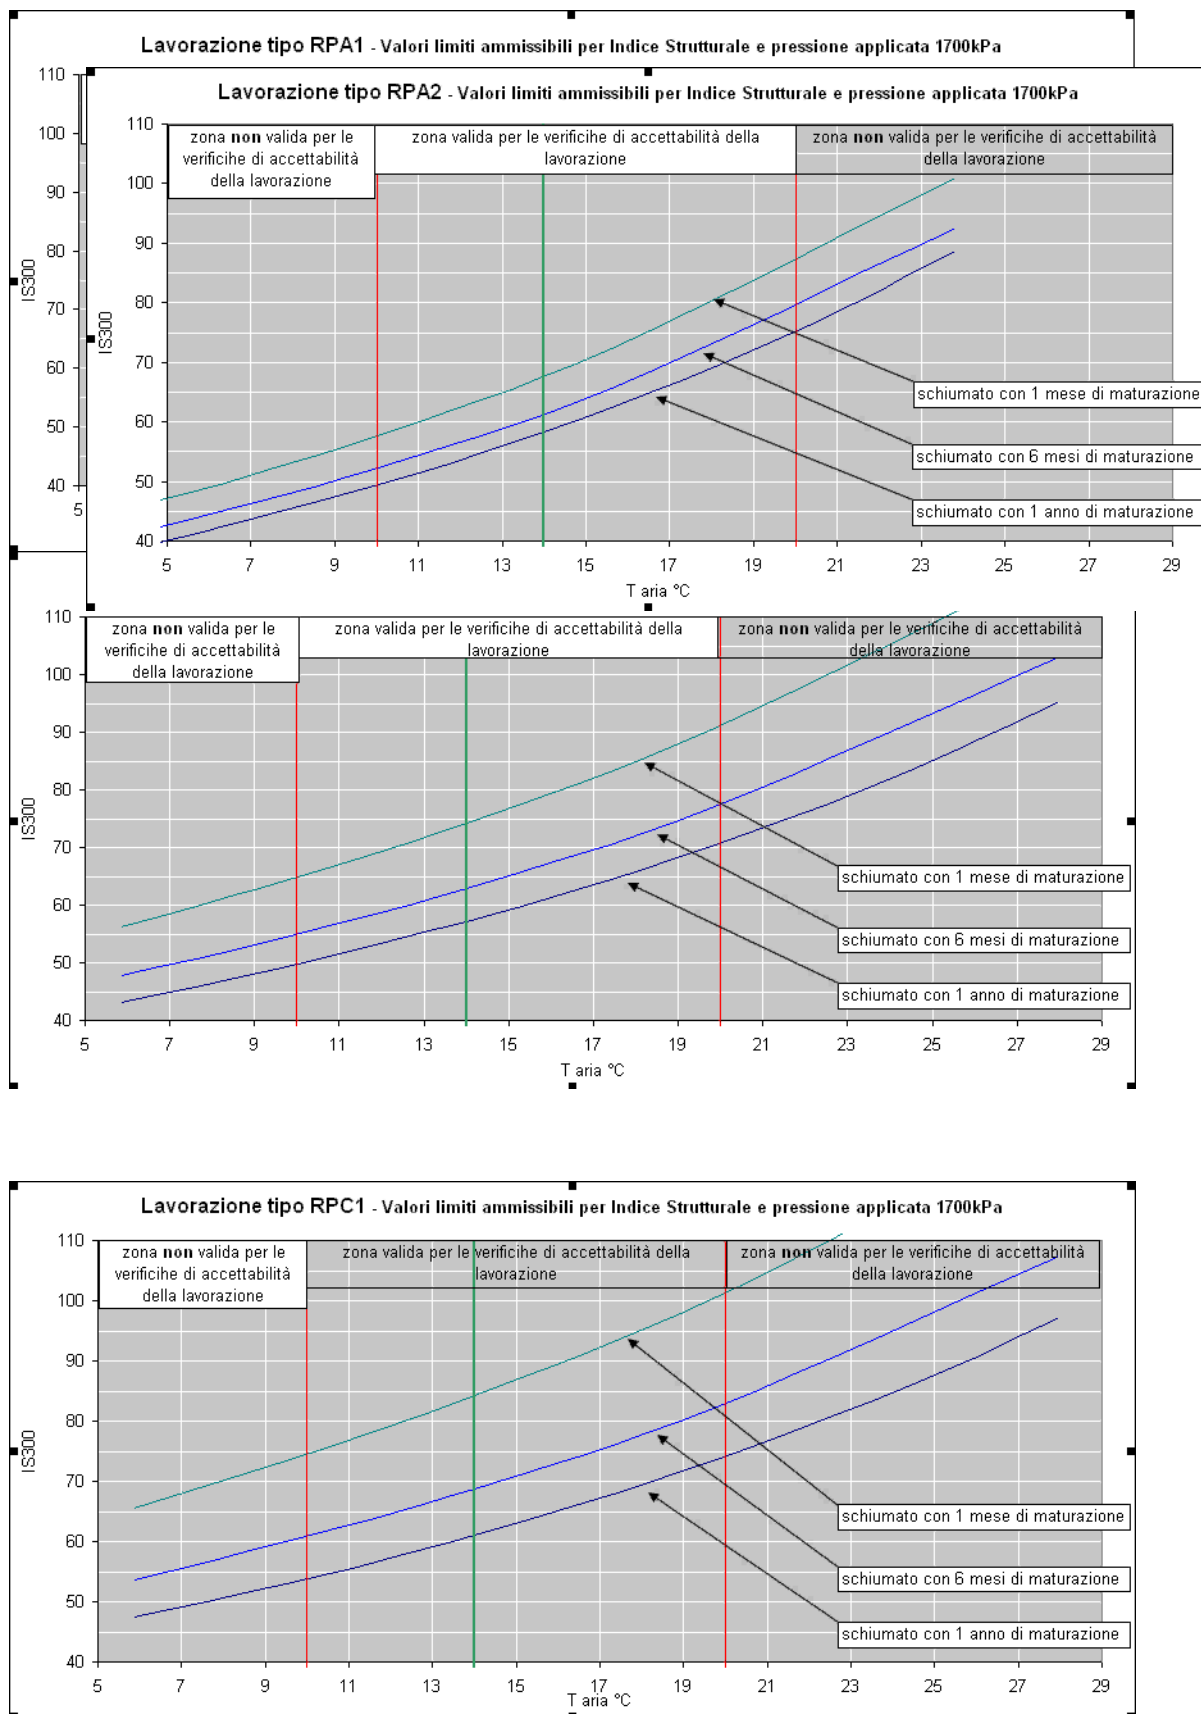 Lavorazione tipo RPA1 - Valori limiti ammissibili per Indice Strutturale e pressione applicata 1700kPa
110
100
90
80
70
60
50
40
5
IS300
Lavorazione tipo RPA2 - Valori limiti ammissibili per Indice Strutturale e pressione applicata 1700kPa
zona non valida per le
verificihe di accettabilità
della lavorazione
zona valida per le verificihe di accettabilità della
lavorazione
zona non valida per le verificihe di accettabilità
della lavorazione
110
100
90
80
70
60
50
40
IS300
schiumato con 1 mese di maturazione
schiumato con 6 mesi di maturazione
schiumato con 1 anno di maturazione
5 7 9 11 13 15 17 19 21 23 25 27 29
T aria °C
zona non valida per le
verificihe di accettabilità
della lavorazione
zona valida per le verificihe di accettabilità della
lavorazione
zona non valida per le verificihe di accettabilità
della lavorazione
110
100
90
80
70
60
50
40
IS300
schiumato con 1 mese di maturazione
schiumato con 6 mesi di maturazione
schiumato con 1 anno di maturazione
5 7 9 11 13 15 17 19 21 23 25 27 29
T aria °C
Lavorazione tipo RPC1 - Valori limiti ammissibili per Indice Strutturale e pressione applicata 1700kPa
zona non valida per le
verificihe di accettabilità
della lavorazione
zona valida per le verificihe di accettabilità della
lavorazione
zona non valida per le verificihe di accettabilità
della lavorazione
110
100
90
80
70
60
50
40
IS300
schiumato con 1 mese di maturazione
schiumato con 6 mesi di maturazione
schiumato con 1 anno di maturazione
5 7 9 11 13 15 17 19 21 23 25 27 29
T aria °C